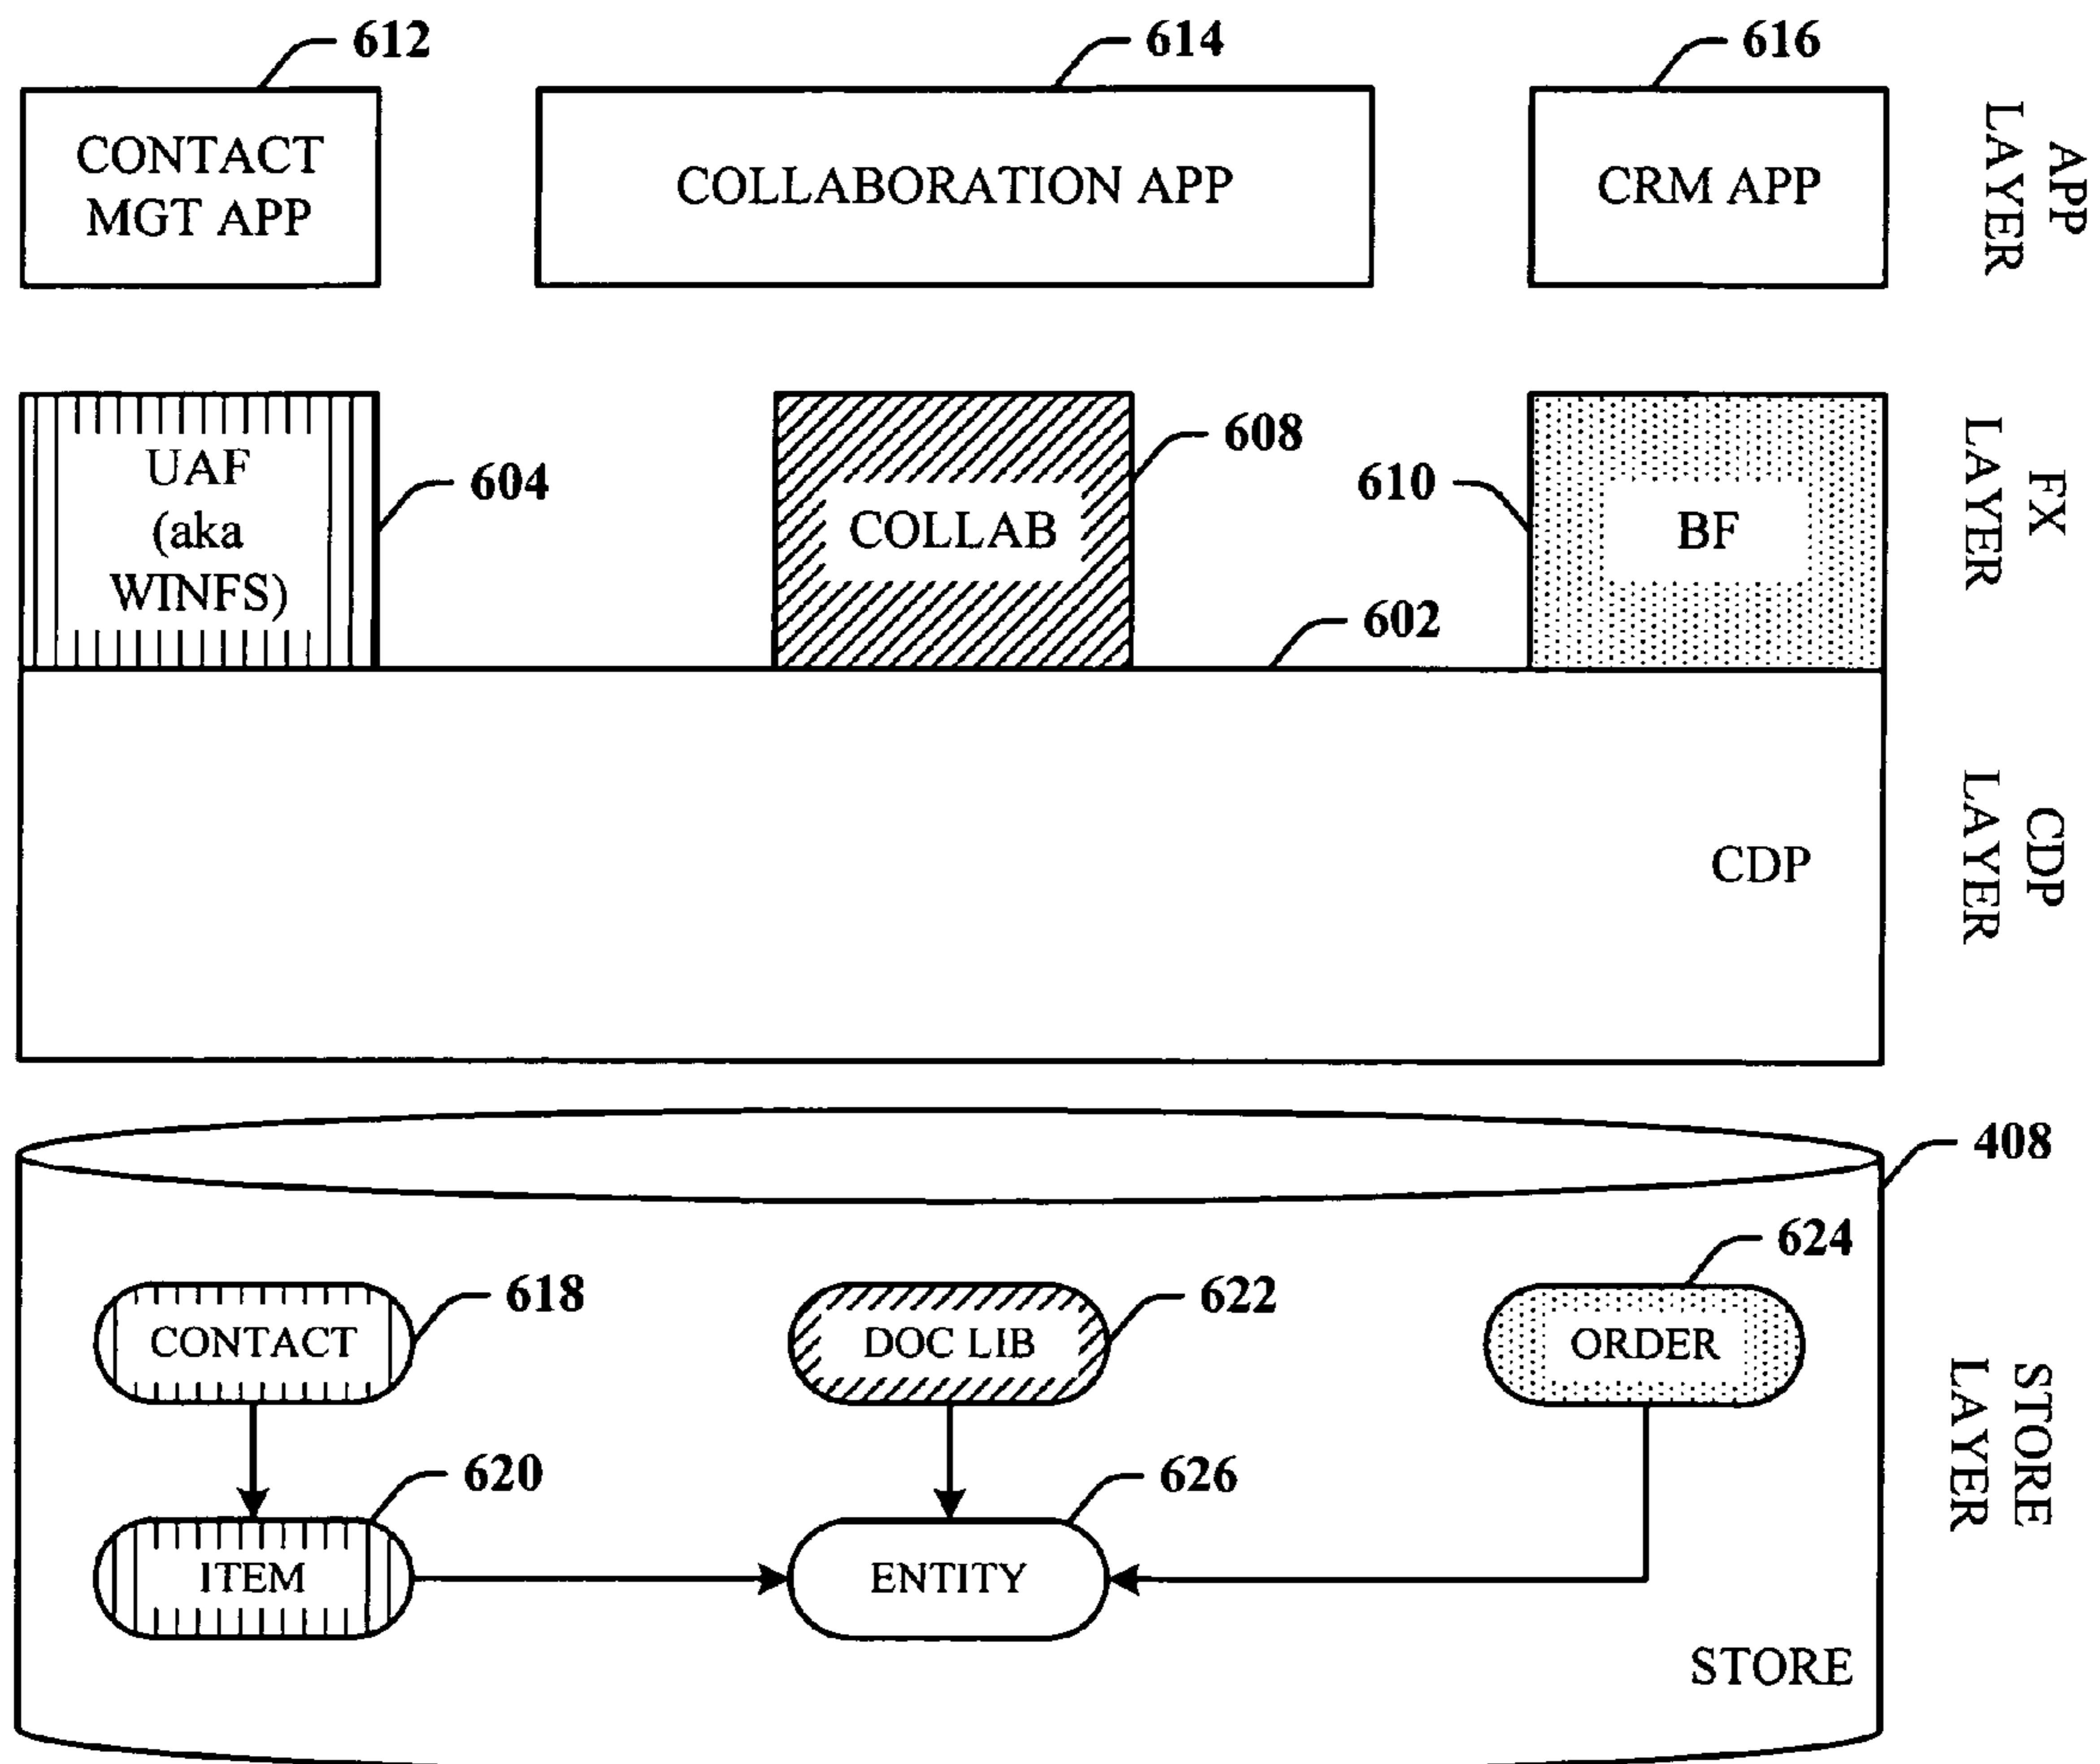 612
614
616
CONTACT
MGT APP
COLLABORATION APP
CRM APP
APP
LAYER
UAF
(aka
WINFS)
604
COLLAB
608
610
BF
602
FX
LAYER
CDP
CDP
LAYER
408
CONTACT
618
DOC LIB
622
ORDER
624
ITEM
620
ENTITY
626
STORE
STORE
LAYER